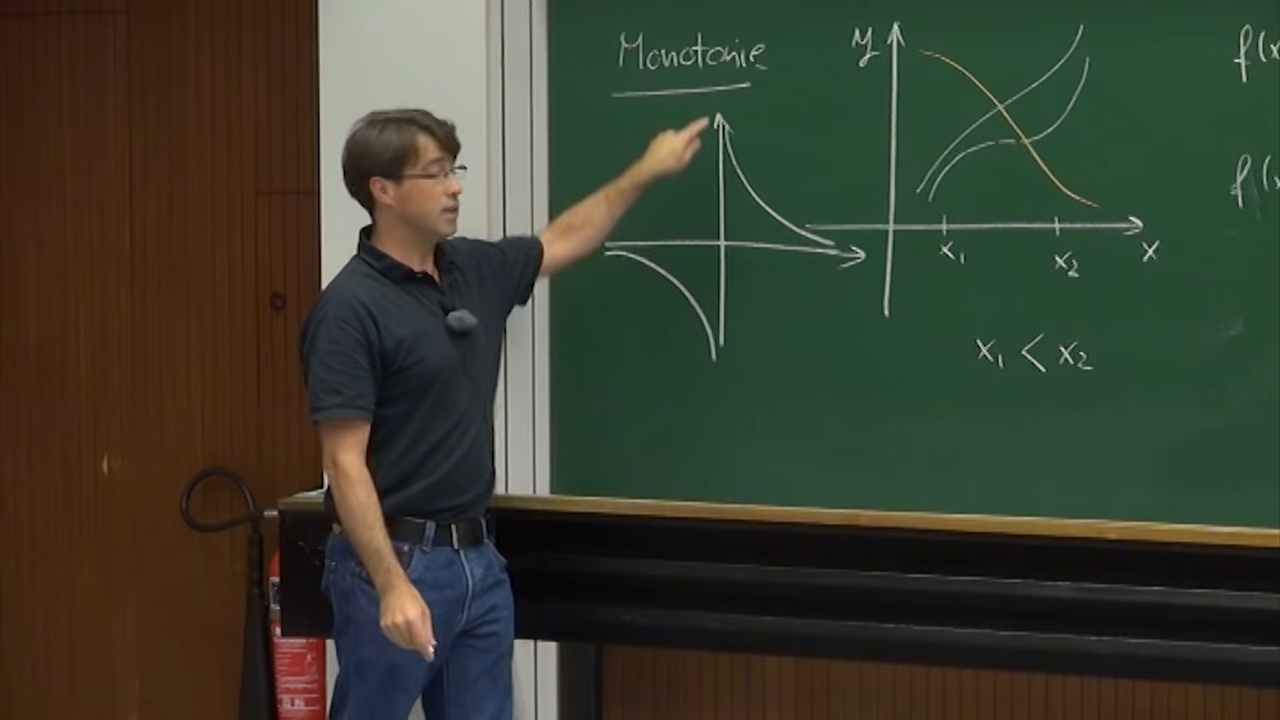 Monotonie
y
f(x
f(x
x₁
x₂
x
x₁ < x₂